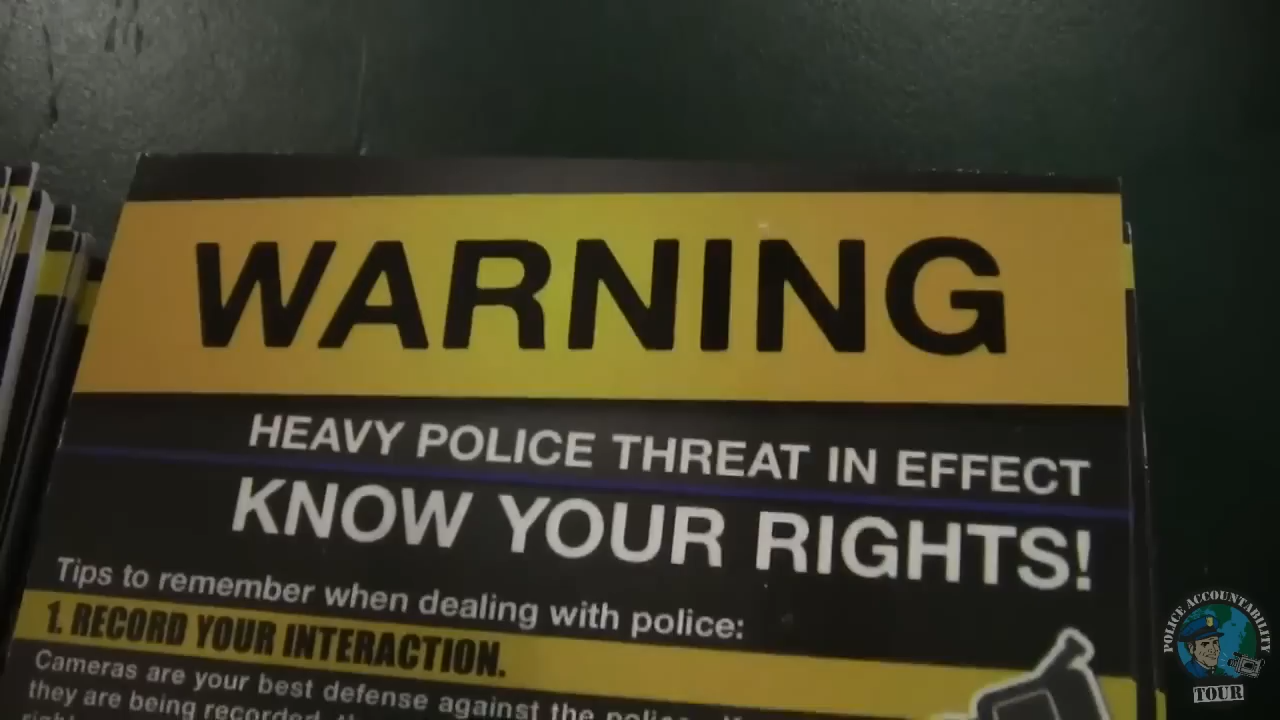 WARNING
HEAVY POLICE THREAT IN EFFECT
KNOW YOUR RIGHTS!
Tips to remember when dealing with police:
1. RECORD YOUR INTERACTION.
Cameras are your best defense against the police.
they are being recorded,
POLICE ACCOUNTABILITY
TOUR